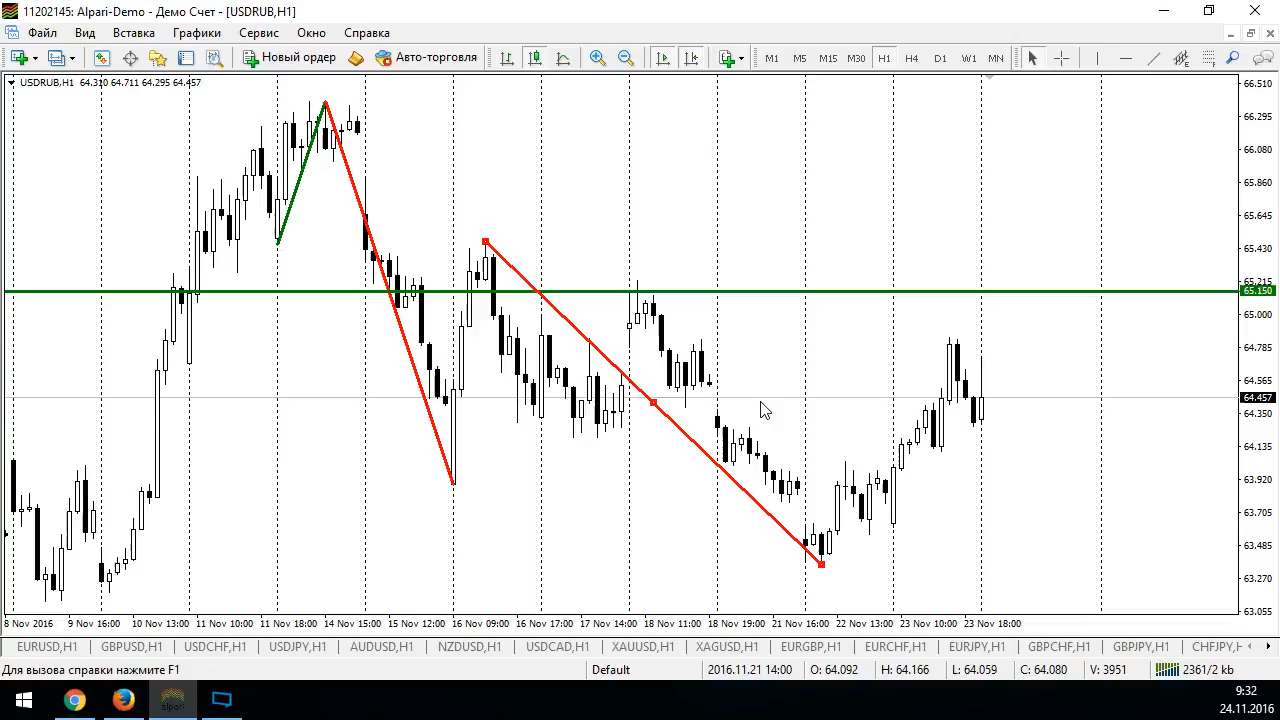 11202145: Alpari-Demo - Демо Счет - [USDRUB,H1]
Файл Вид Вставка Графики Сервис Окно Справка
Новый ордер Авто-торговля M1 M5 M15 M30 H1 H4 D1 W1 MN
USDRUB,H1 64.320 64.711 64.295 64.457
66.510
66.295
66.080
65.860
65.645
65.430
65.215
65.150
65.000
64.785
64.565
64.457
64.350
64.135
63.920
63.705
63.485
63.270
63.055
8 Nov 2016 9 Nov 16:00 10 Nov 13:00 11 Nov 10:00 11 Nov 18:00 14 Nov 15:00 15 Nov 12:00 16 Nov 09:00 16 Nov 17:00 17 Nov 14:00 18 Nov 11:00 18 Nov 19:00 21 Nov 16:00 22 Nov 13:00 23 Nov 10:00 23 Nov 18:00
EURUSD,H1 GBPUSD,H1 USDCHF,H1 USDJPY,H1 AUDUSD,H1 NZDUSD,H1 USDCAD,H1 XAUUSD,H1 XAGUSD,H1 EURGBP,H1 EURCHF,H1 EURJPY,H1 GBPCHF,H1 GBPJPY,H1 CHFJPY,H
Для вызова справки нажмите F1 Default 2016.11.21 14:00 O: 64.092 H: 64.166 L: 64.059 C: 64.080 V: 3951 2361/2 kb
alpari
9:32
24.11.2016